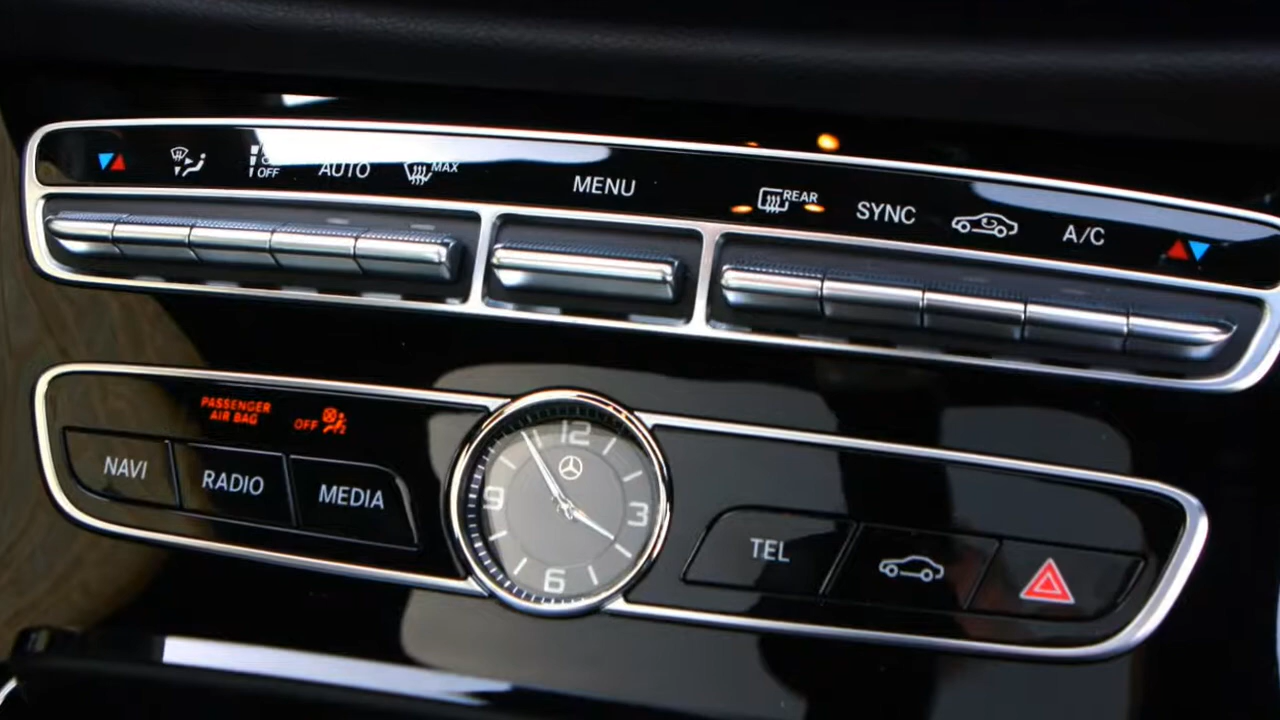 OFF
AUTO
MAX
MENU
REAR
SYNC
A/C
PASSENGER
AIR BAG
OFF
NAVI
RADIO
MEDIA
12
9
3
6
TEL